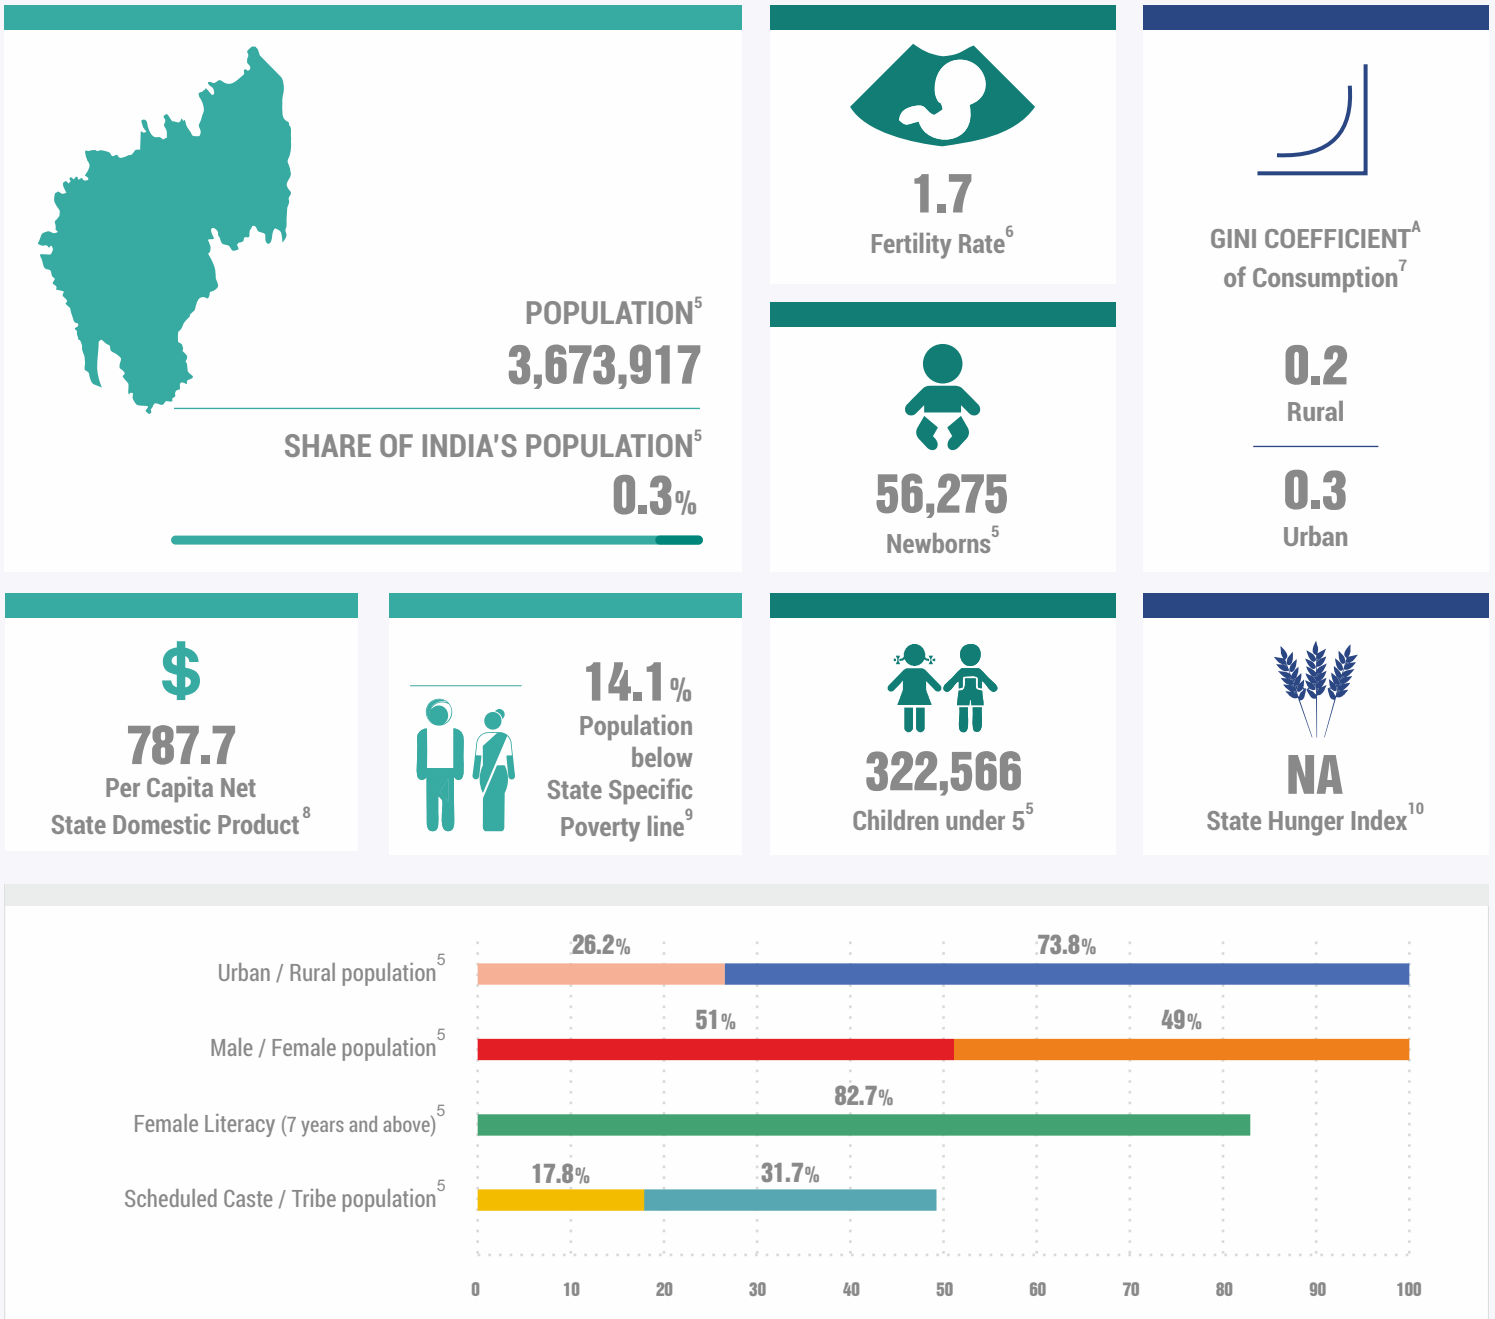 POPULATION5
3,673,917
SHARE OF INDIA'S POPULATION5
0.3%
1.7
Fertility Rate6
56,275
Newborns5
GINI COEFFICIENTA
of Consumption7
0.2
Rural
0.3
Urban
$
787.7
Per Capita Net
State Domestic Product8
14.1%
Population
below
State Specific
Poverty line9
322,566
Children under 55
NA
State Hunger Index10
26.2% 73.8%
Urban / Rural population5
51% 49%
Male / Female population5
82.7%
Female Literacy (7 years and above)5
17.8% 31.7%
Scheduled Caste / Tribe population5
0 10 20 30 40 50 60 70 80 90 100